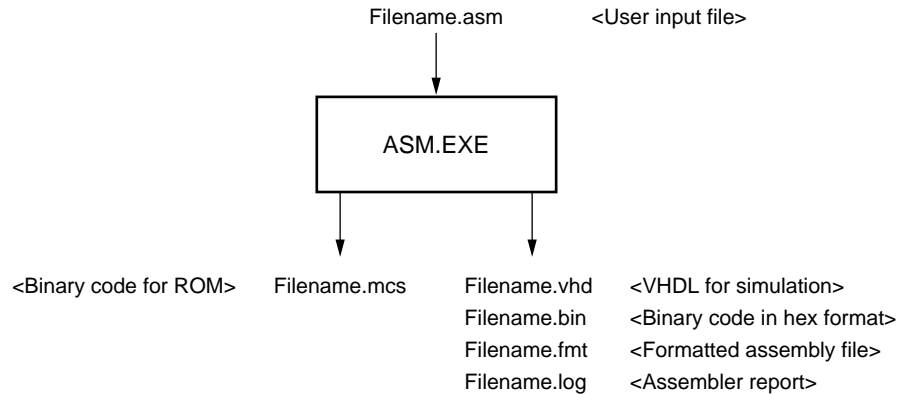 Filename.asm <User input file>
ASM.EXE
<Binary code for ROM> Filename.mcs Filename.vhd <VHDL for simulation>
Filename.bin <Binary code in hex format>
Filename.fmt <Formatted assembly file>
Filename.log <Assembler report>